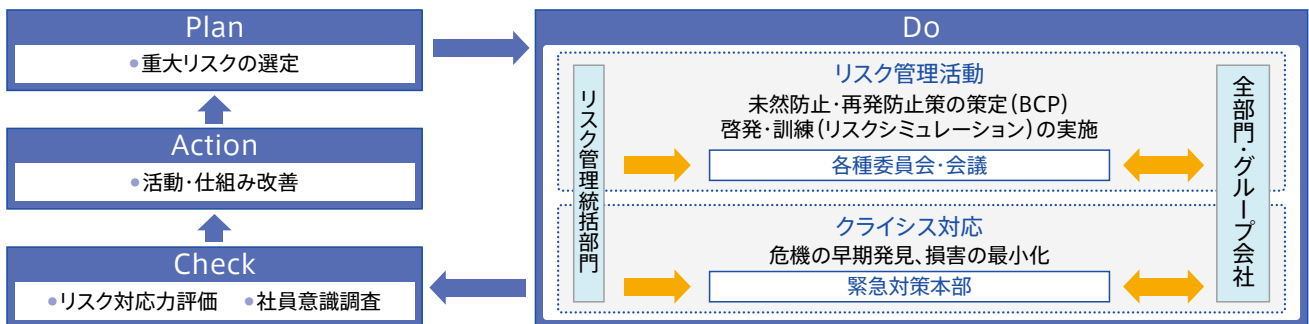 Plan
•重大リスクの選定
Action
•活動・仕組み改善
Check
•リスク対応力評価 •社員意識調査
Do
リスク管理統括部門
リスク管理活動
未然防止・再発防止策の策定(BCP)
啓発・訓練(リスクシミュレーション)の実施
各種委員会・会議
クライシス対応
危機の早期発見、損害の最小化
緊急対策本部
全部門・グループ会社